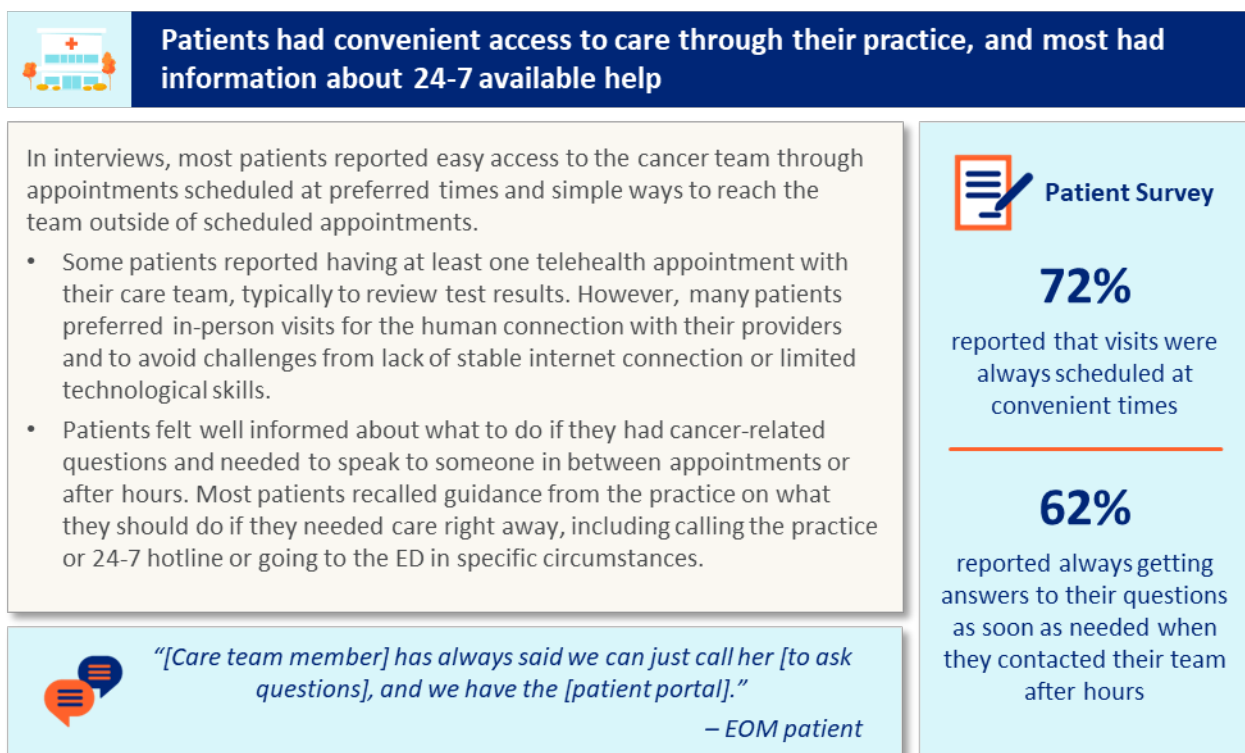 Patients had convenient access to care through their practice, and most had
information about 24-7 available help
In interviews, most patients reported easy access to the cancer team through
appointments scheduled at preferred times and simple ways to reach the
team outside of scheduled appointments.
• Some patients reported having at least one telehealth appointment with
their care team, typically to review test results. However, many patients
preferred in-person visits for the human connection with their providers
and to avoid challenges from lack of stable internet connection or limited
technological skills.
• Patients felt well informed about what to do if they had cancer-related
questions and needed to speak to someone in between appointments or
after hours. Most patients recalled guidance from the practice on what
they should do if they needed care right away, including calling the practice
or 24-7 hotline or going to the ED in specific circumstances.
“[Care team member] has always said we can just call her [to ask
questions], and we have the [patient portal].”
– EOM patient
Patient Survey
72%
reported that visits were
always scheduled at
convenient times
62%
reported always getting
answers to their questions
as soon as needed when
they contacted their team
after hours